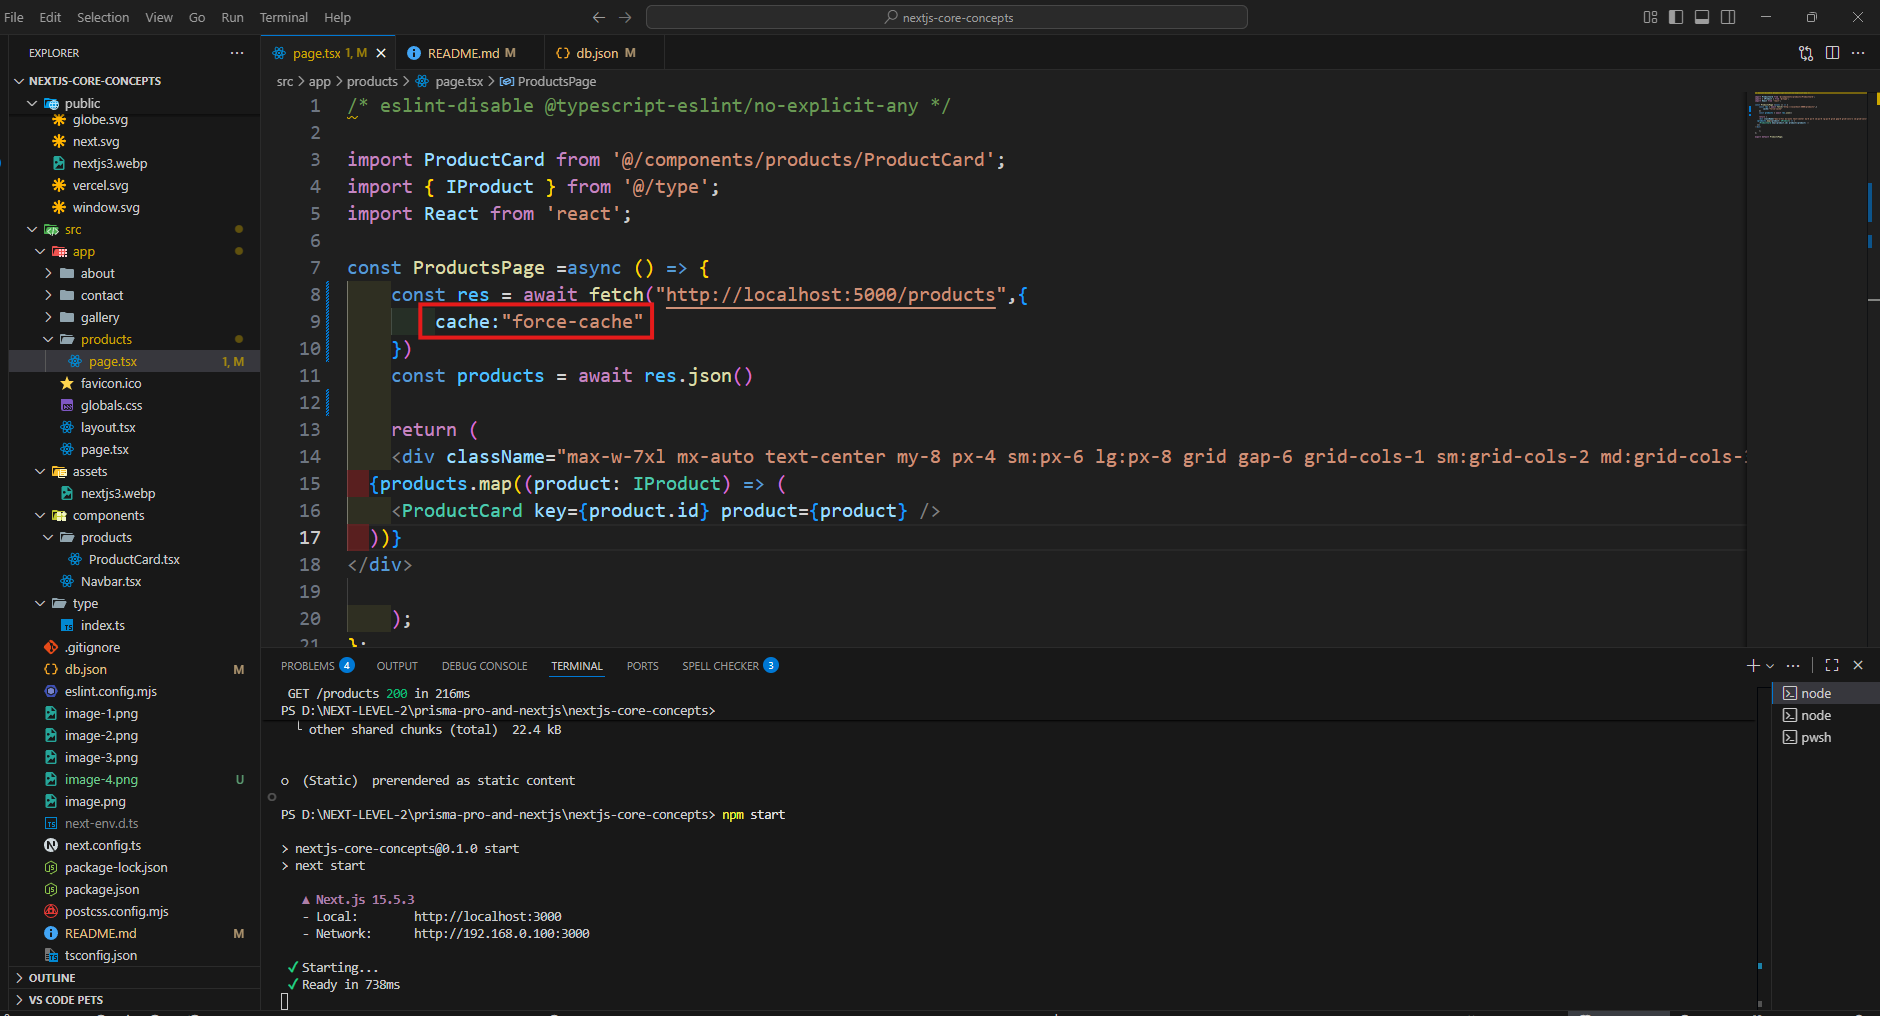 File Edit Selection View Go Run Terminal Help
nextjs-core-concepts
EXPLORER
NEXTJS-CORE-CONCEPTS
public
globe.svg
next.svg
nextjs3.webp
vercel.svg
window.svg
src
app
about
contact
gallery
products
page.tsx 1, M
favicon.ico
globals.css
layout.tsx
page.tsx
assets
nextjs3.webp
components
products
ProductCard.tsx
Navbar.tsx
type
index.ts
.gitignore
db.json M
eslint.config.mjs
image-1.png
image-2.png
image-3.png
image-4.png U
image.png
next-env.d.ts
next.config.ts
package-lock.json
package.json
postcss.config.mjs
README.md M
tsconfig.json
OUTLINE
VS CODE PETS
page.tsx 1, M README.md M db.json M
src > app > products > page.tsx > ProductsPage
1 /* eslint-disable @typescript-eslint/no-explicit-any */
2
3 import ProductCard from '@/components/products/ProductCard';
4 import { IProduct } from '@/type';
5 import React from 'react';
6
7 const ProductsPage =async () => {
8 const res = await fetch("http://localhost:5000/products",{
9 cache:"force-cache"
10 })
11 const products = await res.json()
12
13 return (
14 <div className="max-w-7xl mx-auto text-center my-8 px-4 sm:px-6 lg:px-8 grid gap-6 grid-cols-1 sm:grid-cols-2 md:grid-cols-
15 {products.map((product: IProduct) => (
16 <ProductCard key={product.id} product={product} />
17 ))}
18 </div>
19
20 );
21 };
PROBLEMS 4 OUTPUT DEBUG CONSOLE TERMINAL PORTS SPELL CHECKER 3
GET /products 200 in 216ms
PS D:\NEXT-LEVEL-2\prisma-pro-and-nextjs\nextjs-core-concepts>
└ other shared chunks (total) 22.4 kB
○ (Static) prerendered as static content
PS D:\NEXT-LEVEL-2\prisma-pro-and-nextjs\nextjs-core-concepts> npm start
> nextjs-core-concepts@0.1.0 start
> next start
▲ Next.js 15.5.3
- Local: http://localhost:3000
- Network: http://192.168.0.100:3000
✓ Starting...
✓ Ready in 738ms
node
node
pwsh